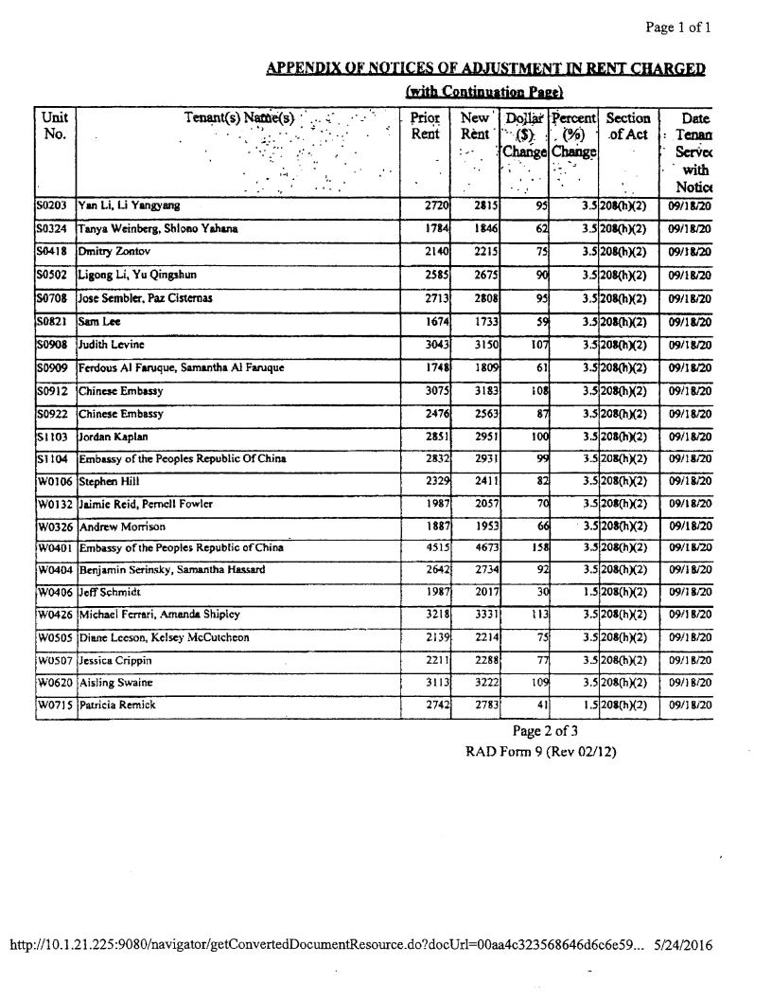 Page 1 of 1
APPENDIX OF NOTICES OF ADJUSTMENT IN RENT CHARGED
(with Continuation Page)
Unit No. Tenant(s) Name(s) Prior Rent New Rent Dollar ($) Change Percent (%) Change Section of Act Date Tenan Serve with Notice
S0203 Yan Li, Li Yangyang 2720 2815 95 3.5 208(h)(2) 09/18/20
S0324 Tanya Weinberg, Shlono Yahana 1784 1846 62 3.5 208(h)(2) 09/18/20
S0418 Dmitry Zontov 2140 2215 75 3.5 208(h)(2) 09/18/20
S0502 Ligong Li, Yu Qingshun 2585 2675 90 3.5 208(h)(2) 09/18/20
S0708 Jose Sembler, Paz Cisternas 2713 2808 95 3.5 208(h)(2) 09/18/20
S0821 Sam Lee 1674 1733 59 3.5 208(h)(2) 09/18/20
S0908 Judith Levine 3043 3150 107 3.5 208(h)(2) 09/18/20
S0909 Ferdous Al Faruque, Samantha Al Faruque 1748 1809 61 3.5 208(h)(2) 09/18/20
S0912 Chinese Embassy 3075 3183 108 3.5 208(h)(2) 09/18/20
S0922 Chinese Embassy 2476 2563 87 3.5 208(h)(2) 09/18/20
S1103 Jordan Kaplan 2851 2951 100 3.5 208(h)(2) 09/18/20
S1104 Embassy of the Peoples Republic Of China 2832 2931 99 3.5 208(h)(2) 09/18/20
W0106 Stephen Hill 2329 2411 82 3.5 208(h)(2) 09/18/20
W0132 Jaimie Reid, Pernell Fowler 1987 2057 70 3.5 208(h)(2) 09/18/20
W0326 Andrew Morrison 1887 1953 66 3.5 208(h)(2) 09/18/20
W0401 Embassy of the Peoples Republic of China 4515 4673 158 3.5 208(h)(2) 09/18/20
W0404 Benjamin Serinsky, Samantha Hassard 2642 2734 92 3.5 208(h)(2) 09/18/20
W0406 Jeff Schmidt 1987 2017 30 1.5 208(h)(2) 09/18/20
W0426 Michael Ferrari, Amanda Shipley 3218 3331 113 3.5 208(h)(2) 09/18/20
W0505 Diane Leeson, Kelsey McCutcheon 2139 2214 75 3.5 208(h)(2) 09/18/20
W0507 Jessica Crippin 2211 2288 77 3.5 208(h)(2) 09/18/20
W0620 Aisling Swaine 3113 3222 109 3.5 208(h)(2) 09/18/20
W0715 Patricia Remick 2742 2783 41 1.5 208(h)(2) 09/18/20
Page 2 of 3
RAD Form 9 (Rev 02/12)
http://10.1.21.225:9080/navigator/getConvertedDocumentResource.do?docUrl=00aa4c323568646d6c6e59... 5/24/2016